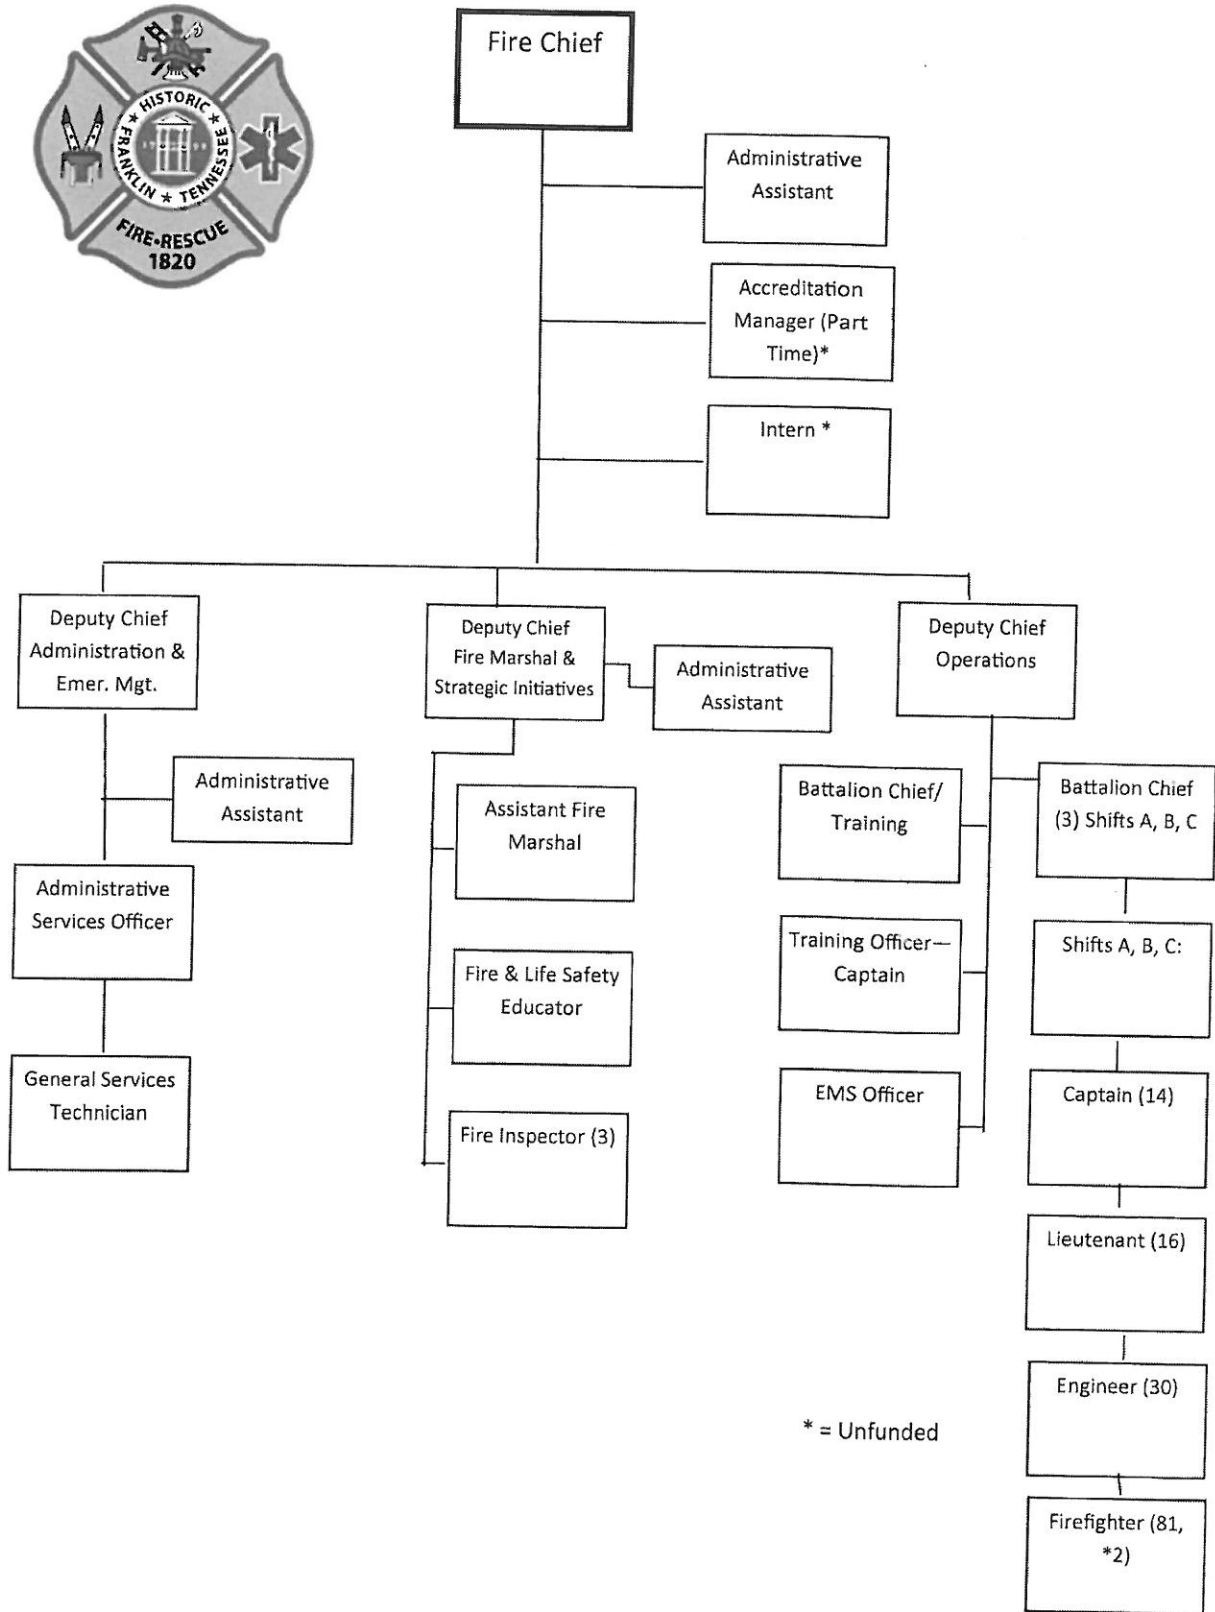 HISTORIC
FRANKLIN ★ TENNESSEE
FIRE•RESCUE
1820
Fire Chief
Administrative
Assistant
Accreditation
Manager (Part
Time)*
Intern *
Deputy Chief
Administration &
Emer. Mgt.
Administrative
Assistant
Administrative
Services Officer
General Services
Technician
Deputy Chief
Fire Marshal &
Strategic Initiatives
Administrative
Assistant
Assistant Fire
Marshal
Fire & Life Safety
Educator
Fire Inspector (3)
Deputy Chief
Operations
Battalion Chief/
Training
Training Officer—
Captain
EMS Officer
Battalion Chief
(3) Shifts A, B, C
Shifts A, B, C:
Captain (14)
Lieutenant (16)
Engineer (30)
Firefighter (81,
*2)
* = Unfunded